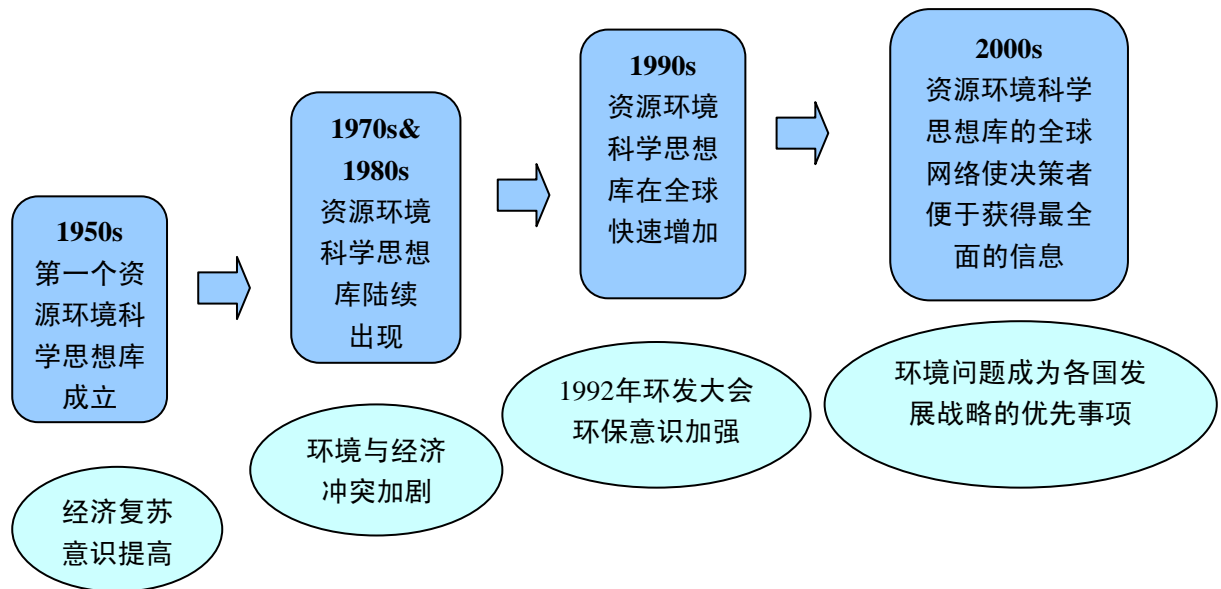 1950s
第一个资
源环境科
学思想库
成立
经济复苏
意识提高
1970s&
1980s
资源环境
科学思想
库陆续
出现
环境与经济
冲突加剧
1990s
资源环境
科学思想
库在全球
快速增加
1992年环发大会
环保意识加强
2000s
资源环境科学
思想库的全球
网络使决策者
便于获得最全
面的信息
环境问题成为各国发
展战略的优先事项